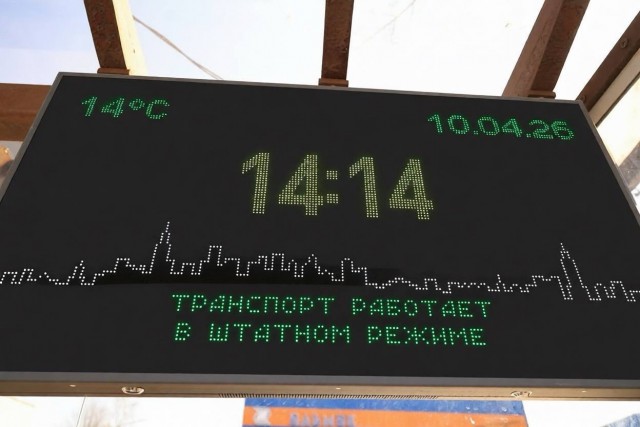 14°C
10.04.26
14:14
ТРАНСПОРТ РАБОТАЕТ
В ШТАТНОМ РЕЖИМЕ